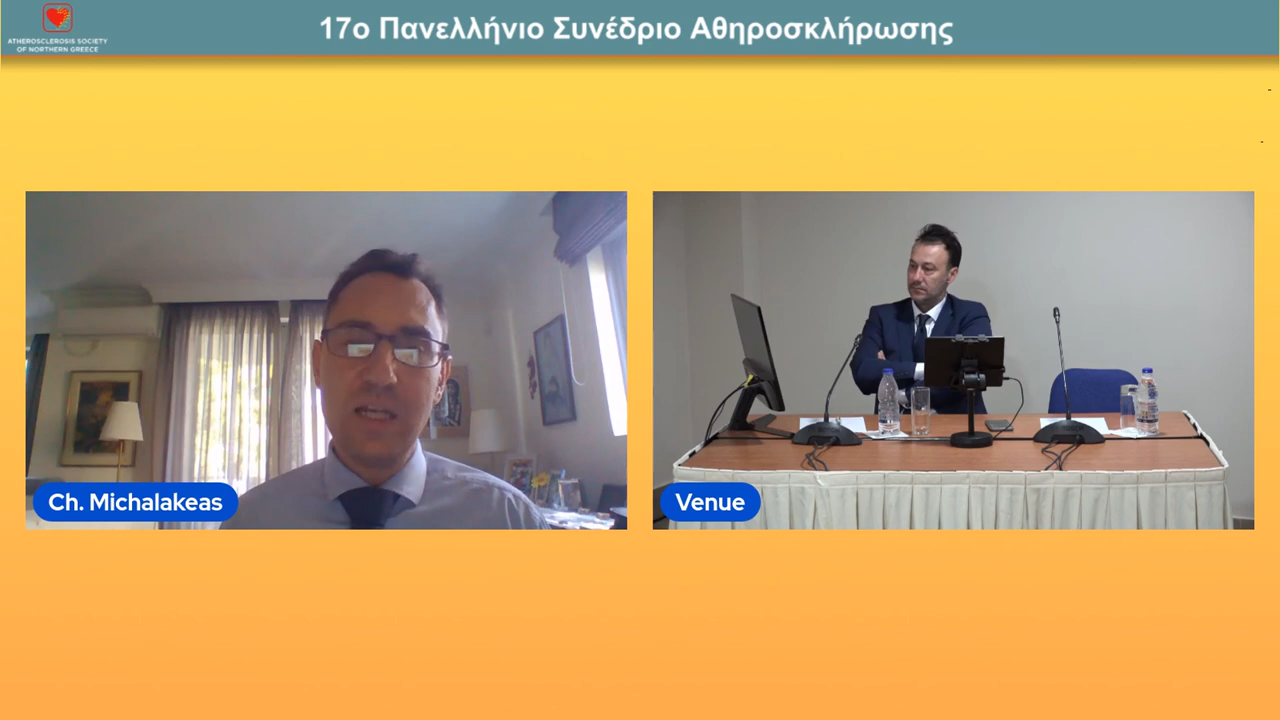 ATHEROSCLEROSIS SOCIETY
OF NORTHERN GREECE
17ο Πανελλήνιο Συνέδριο Αθηροσκλήρωσης
Ch. Michalakeas
Venue